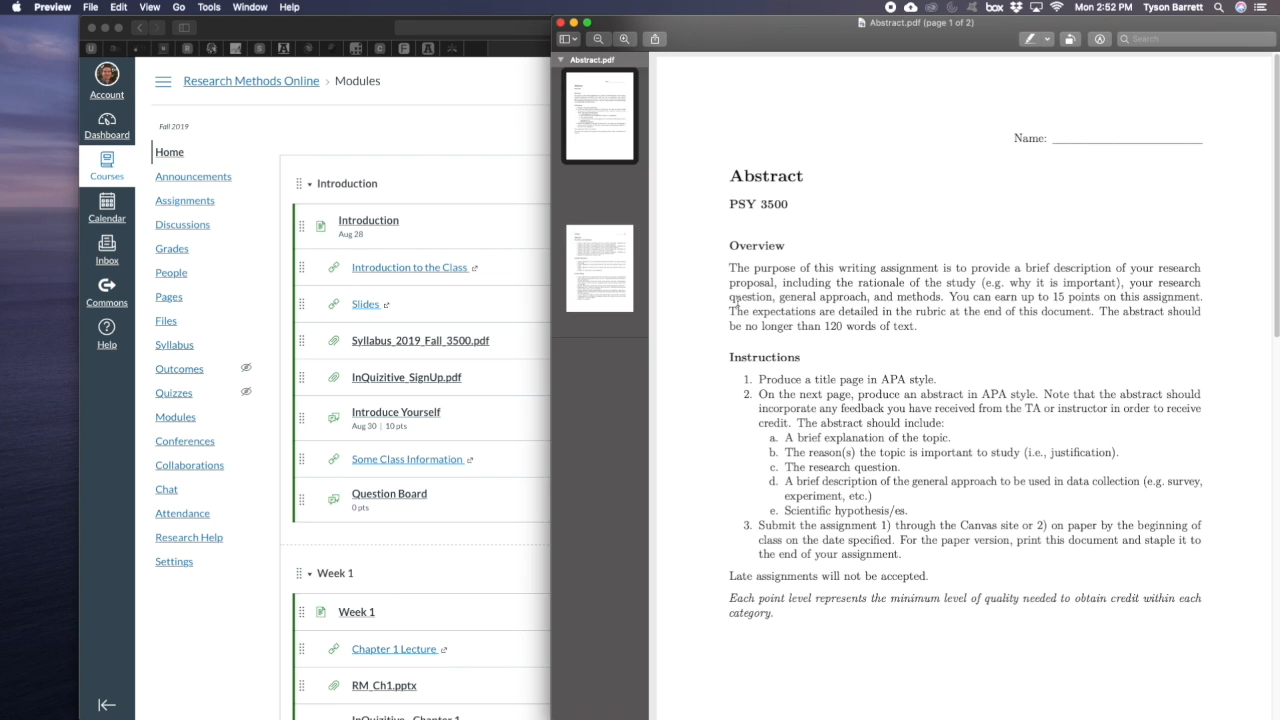 Preview File Edit View Go Tools Window Help
Mon 2:52 PM Tyson Barrett
Abstract.pdf (page 1 of 2)
Search
Abstract.pdf
Account
Dashboard
Courses
Calendar
Inbox
Commons
Help
Research Methods Online › Modules
Fall 2019
Home
Announcements
Assignments
Discussions
Grades
People
Pages
Files
Syllabus
Outcomes
Quizzes
Modules
Conferences
Collaborations
Chat
Attendance
Research Help
Settings
Introduction
Introduction
Aug 28
Introduction to the Class
Slides
Syllabus_2019_Fall_3500.pdf
InQuizitive_SignUp.pdf
Introduce Yourself
Aug 30 | 10 pts
Some Class Information
Question Board
0 pts
Week 1
Week 1
Chapter 1 Lecture
RM_Ch1.pptx
InQuizitive - Chapter 1
Name:
Abstract
PSY 3500
Overview
The purpose of this writing assignment is to provide a brief description of your research
proposal, including the rationale of the study (e.g. why it is important), your research
question, general approach, and methods. You can earn up to 15 points on this assignment.
The expectations are detailed in the rubric at the end of this document. The abstract should
be no longer than 120 words of text.
Instructions
1. Produce a title page in APA style.
2. On the next page, produce an abstract in APA style. Note that the abstract should
incorporate any feedback you have received from the TA or instructor in order to receive
credit. The abstract should include:
a. A brief explanation of the topic.
b. The reason(s) the topic is important to study (i.e., justification).
c. The research question.
d. A brief description of the general approach to be used in data collection (e.g. survey,
experiment, etc.)
e. Scientific hypothesis/es.
3. Submit the assignment 1) through the Canvas site or 2) on paper by the beginning of
class on the date specified. For the paper version, print this document and staple it to
the end of your assignment.
Late assignments will not be accepted.
Each point level represents the minimum level of quality needed to obtain credit within each
category.